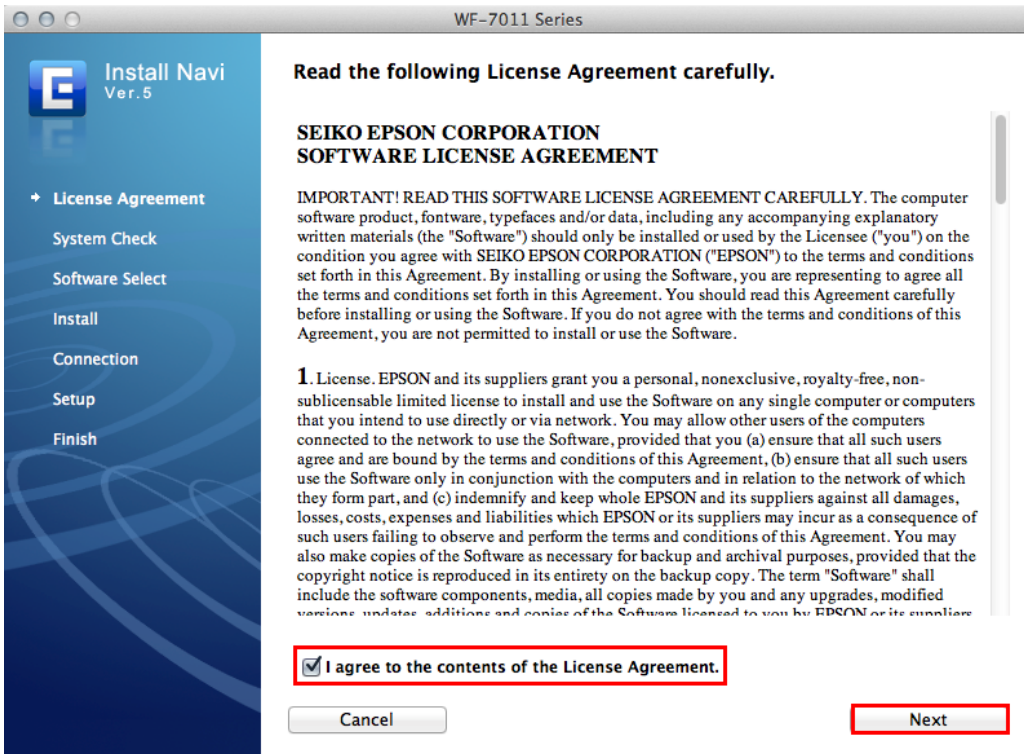 WF-7011 Series
Install Navi
Ver.5
License Agreement
System Check
Software Select
Install
Connection
Setup
Finish
Read the following License Agreement carefully.
SEIKO EPSON CORPORATION
SOFTWARE LICENSE AGREEMENT
IMPORTANT! READ THIS SOFTWARE LICENSE AGREEMENT CAREFULLY. The computer
software product, fontware, typefaces and/or data, including any accompanying explanatory
written materials (the "Software") should only be installed or used by the Licensee ("you") on the
condition you agree with SEIKO EPSON CORPORATION ("EPSON") to the terms and conditions
set forth in this Agreement. By installing or using the Software, you are representing to agree all
the terms and conditions set forth in this Agreement. You should read this Agreement carefully
before installing or using the Software. If you do not agree with the terms and conditions of this
Agreement, you are not permitted to install or use the Software.
1. License. EPSON and its suppliers grant you a personal, nonexclusive, royalty-free, non-
sublicensable limited license to install and use the Software on any single computer or computers
that you intend to use directly or via network. You may allow other users of the computers
connected to the network to use the Software, provided that you (a) ensure that all such users
agree and are bound by the terms and conditions of this Agreement, (b) ensure that all such users
use the Software only in conjunction with the computers and in relation to the network of which
they form part, and (c) indemnify and keep whole EPSON and its suppliers against all damages,
losses, costs, expenses and liabilities which EPSON or its suppliers may incur as a consequence of
such users failing to observe and perform the terms and conditions of this Agreement. You may
also make copies of the Software as necessary for backup and archival purposes, provided that the
copyright notice is reproduced in its entirety on the backup copy. The term "Software" shall
include the software components, media, all copies made by you and any upgrades, modified
versions, updates, additions and copies of the Software licensed to you by EPSON or its suppliers
I agree to the contents of the License Agreement.
Cancel
Next